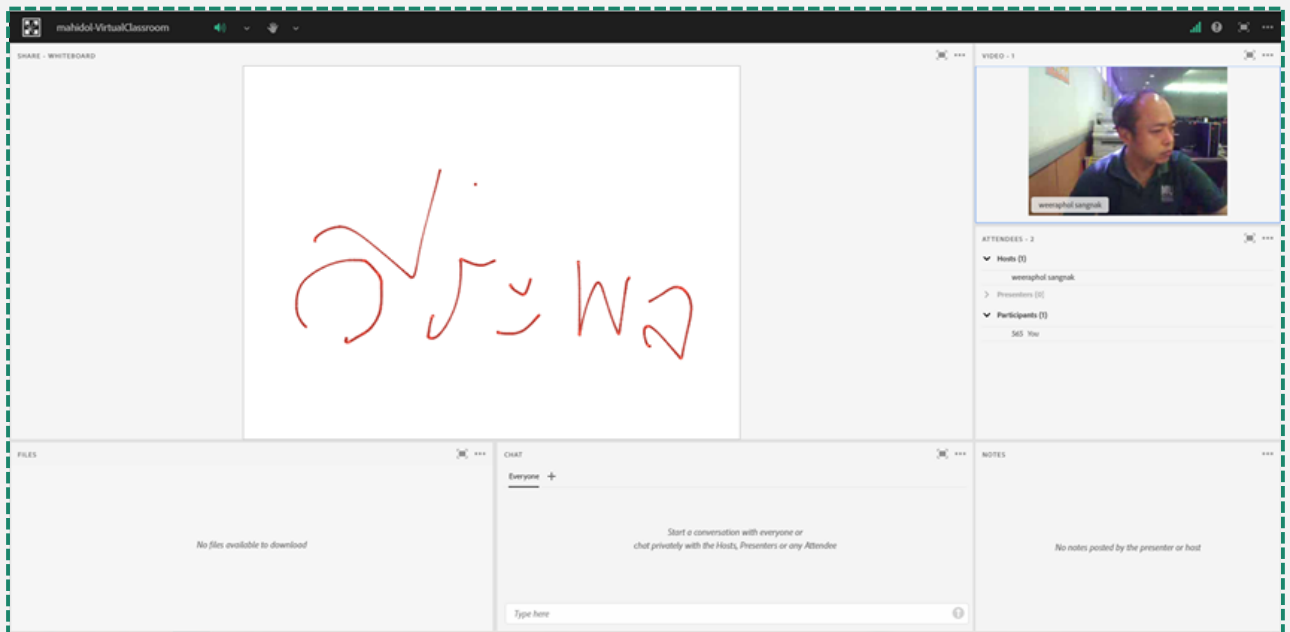 mahidol-VirtualClassroom
SHARE - WHITEBOARD
วีระพล
VIDEO - 1
weeraphol sangnak
ATTENDEES - 2
Hosts (1)
weeraphol sangnak
Presenters (0)
Participants (1)
565 You
FILES
No files available to download
CHAT
Everyone +
Start a conversation with everyone or
chat privately with the Hosts, Presenters or any Attendee
Type here
NOTES
No notes posted by the presenter or host